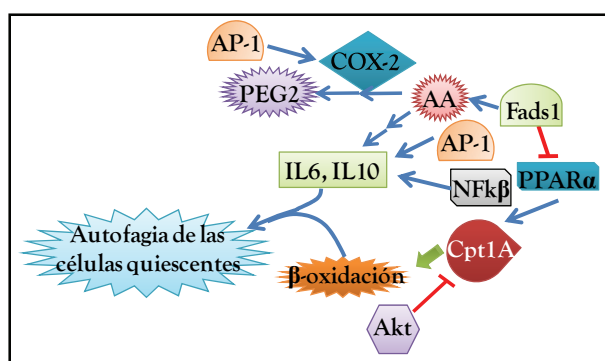 AP-1
COX-2
PEG2
AA
Fads1
AP-1
IL6, IL10
NFkβ
PPARα
Autofagia de las
células quiescentes
Cpt1A
β-oxidación
Akt